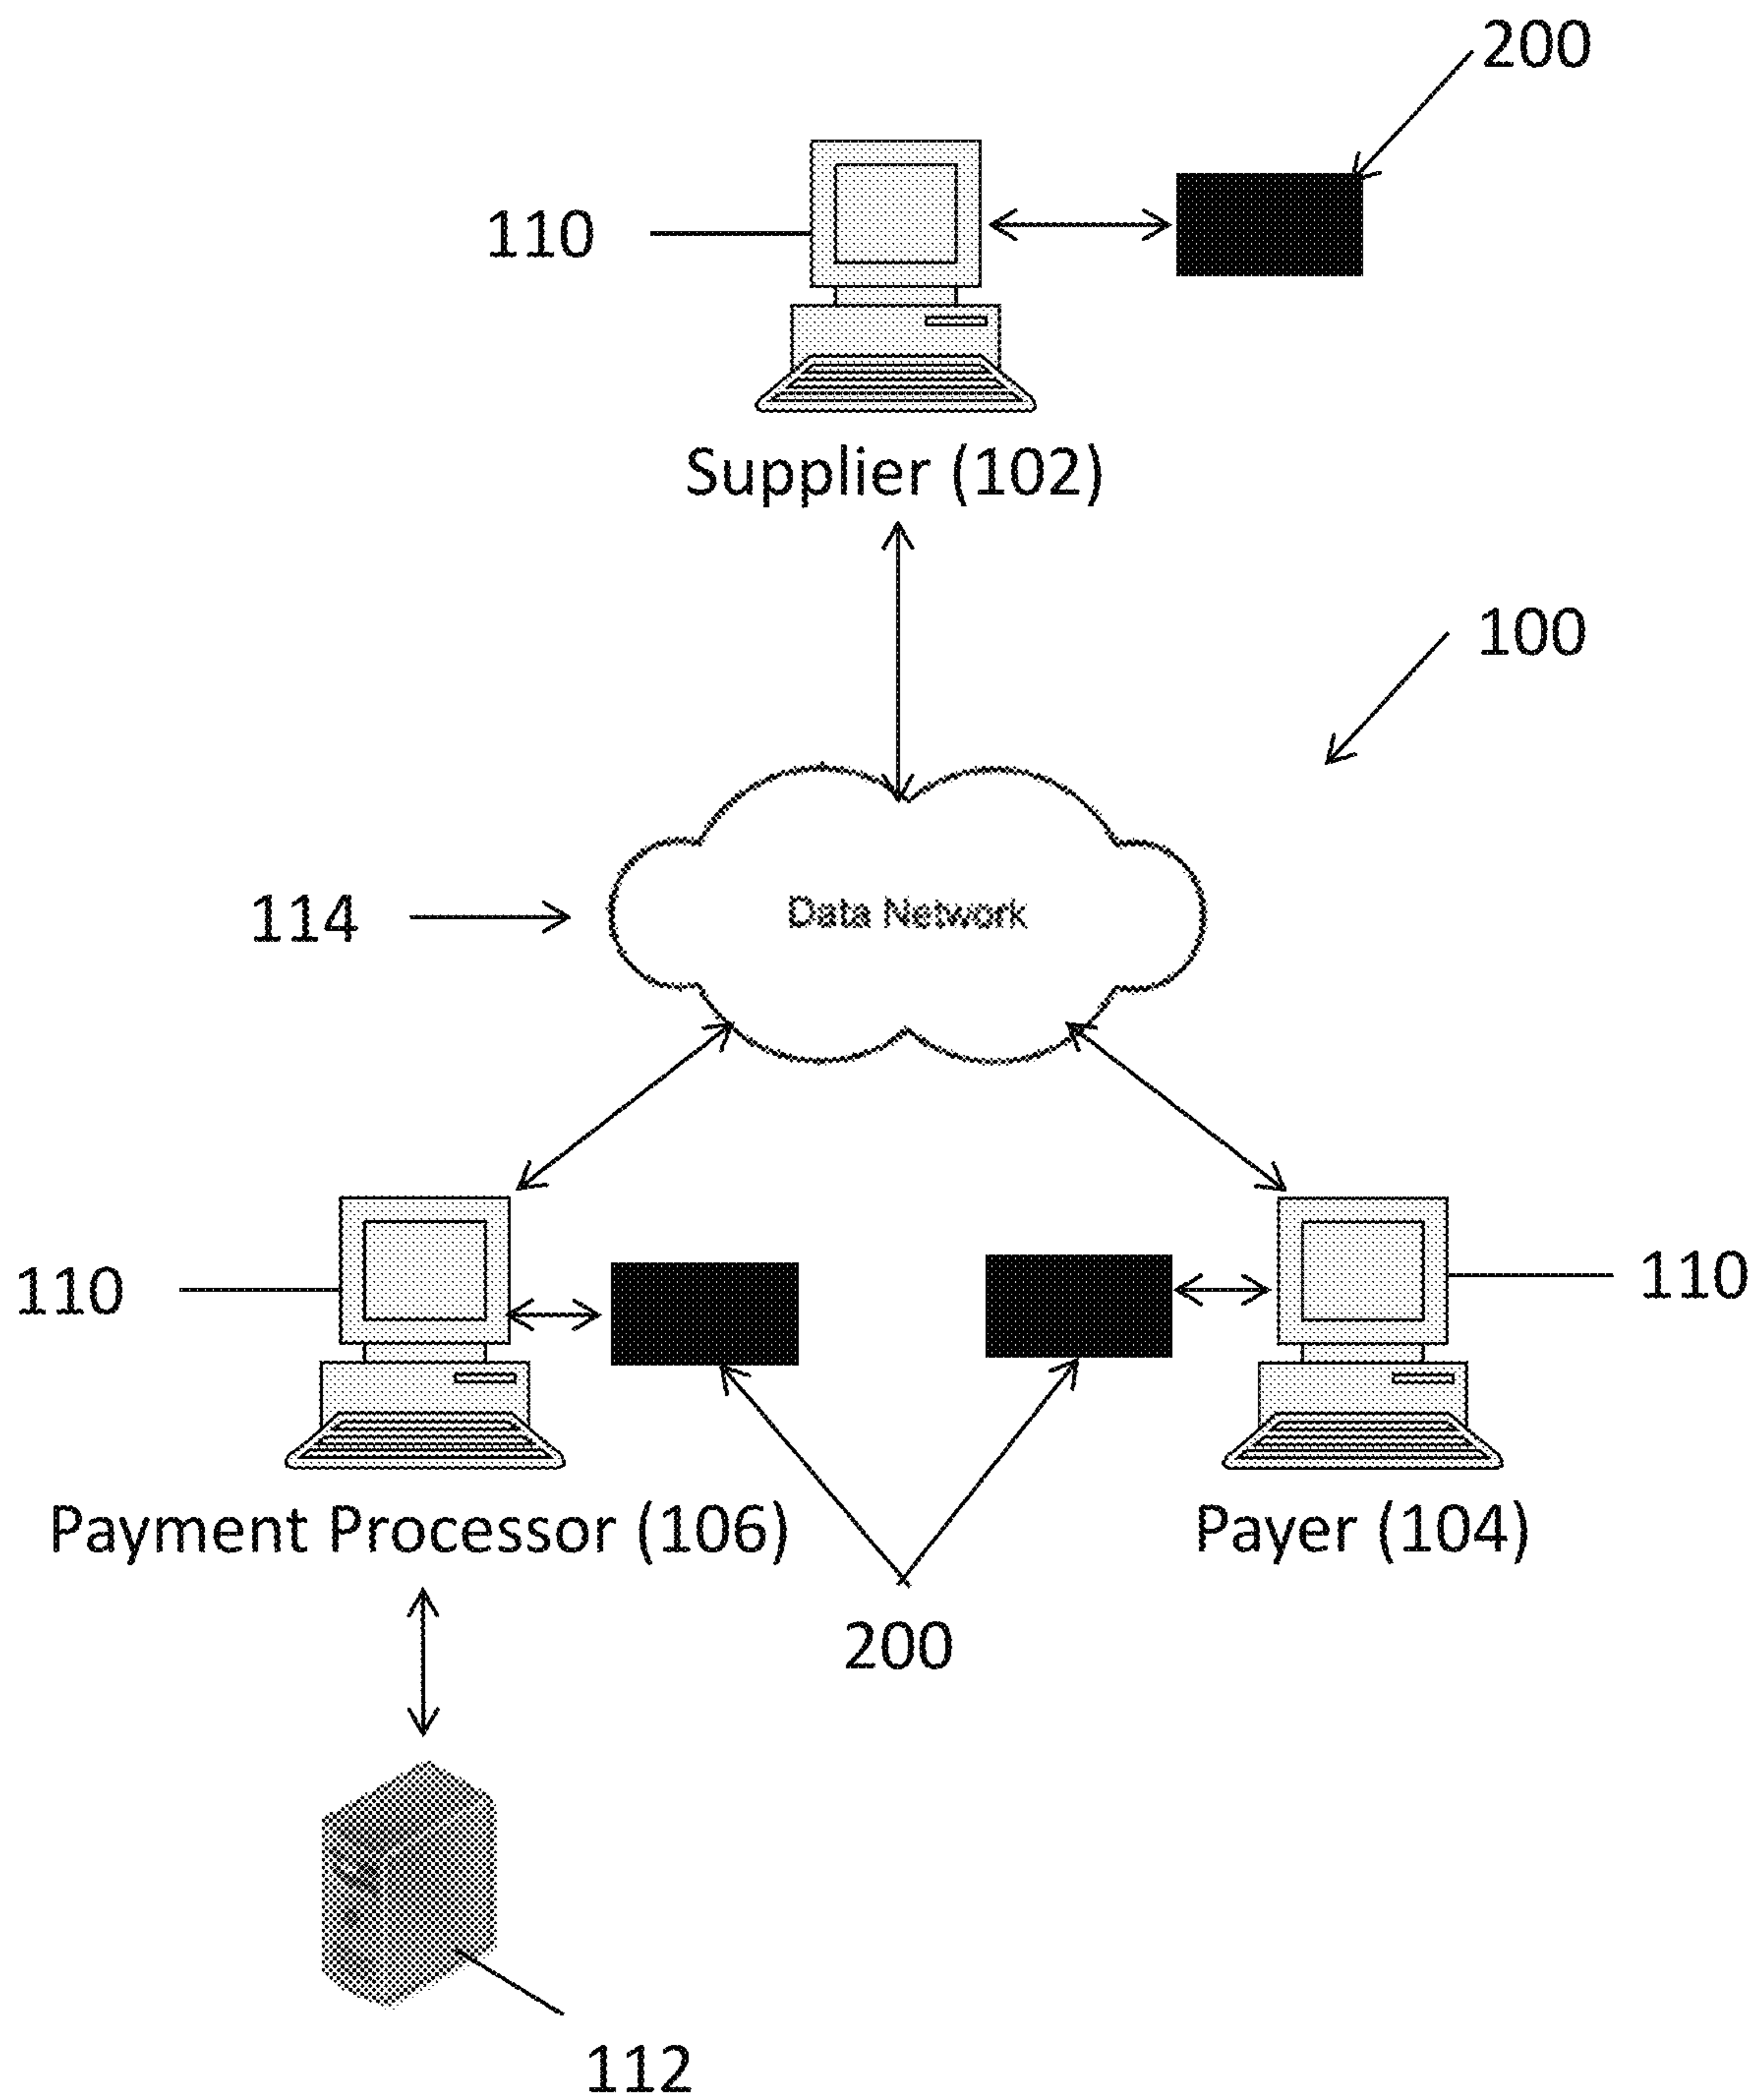 200
110
Supplier (102)
100
114
Data Network
110
110
Payment Processor (106)
Payer (104)
200
112